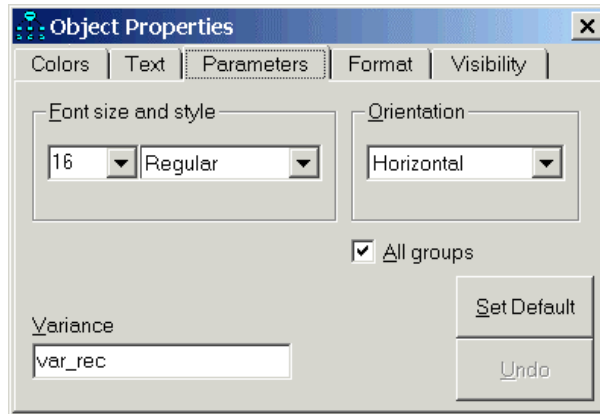 Object Properties
Colors Text Parameters Format Visibility
Font size and style
Orientation
16 Regular
Horizontal
All groups
Variance
var_rec
Set Default
Undo